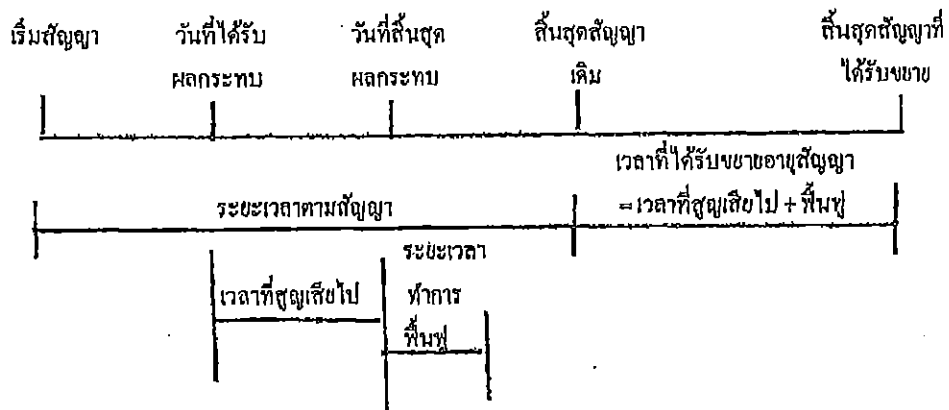 เริ่มสัญญา วันที่ได้รับ วันที่สิ้นสุด สิ้นสุดสัญญา สิ้นสุดสัญญาที่
ผลกระทบ ผลกระทบ เดิม ได้รับขยาย
เวลาที่ได้รับขยายอายุสัญญา
ระยะเวลาตามสัญญา =เวลาที่สูญเสียไป + ฟื้นฟู
ระยะเวลา
เวลาที่สูญเสียไป ทำการ
ฟื้นฟู